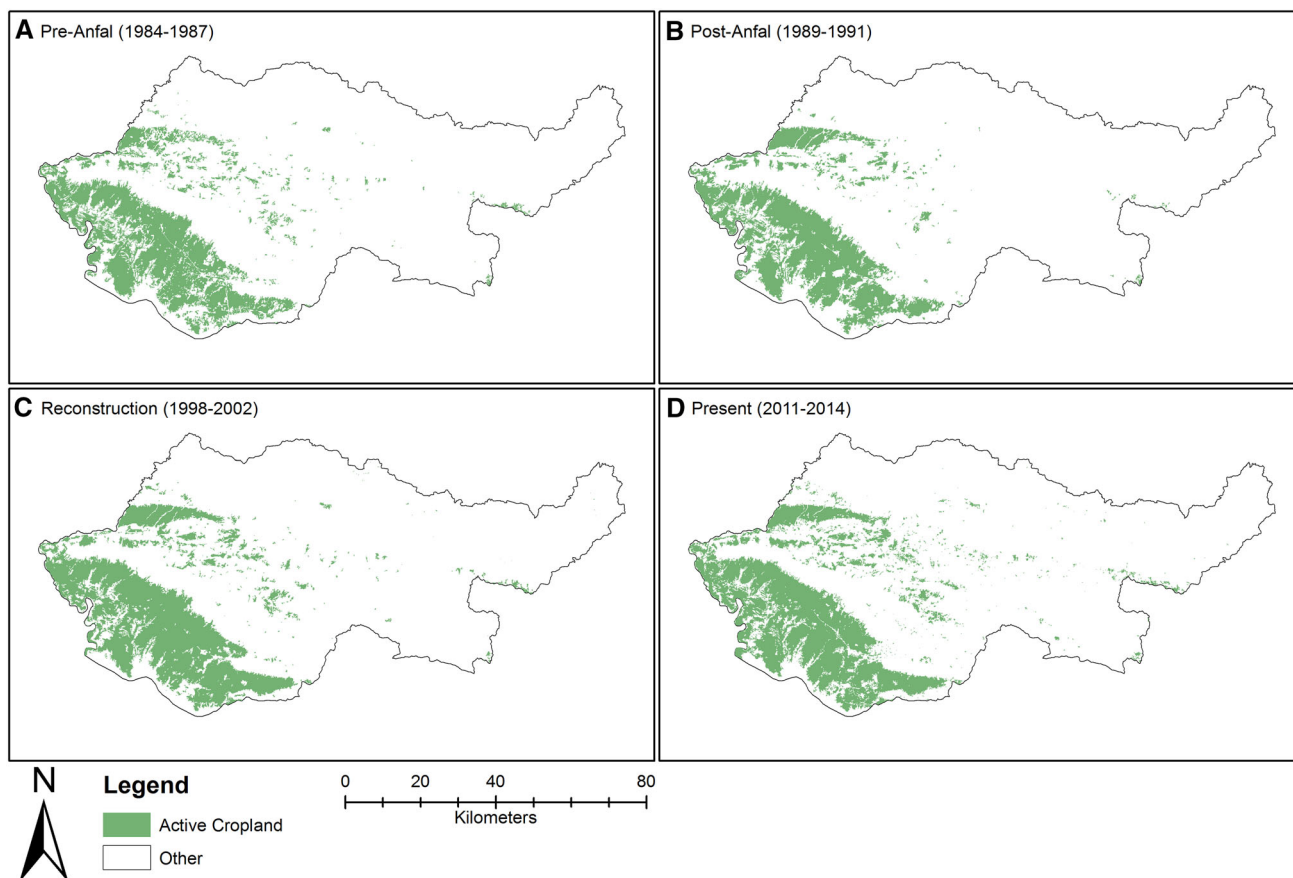 A Pre-Anfal (1984-1987)
B Post-Anfal (1989-1991)
C Reconstruction (1998-2002)
D Present (2011-2014)
N
Legend
Active Cropland
Other
0 20 40 60 80
Kilometers